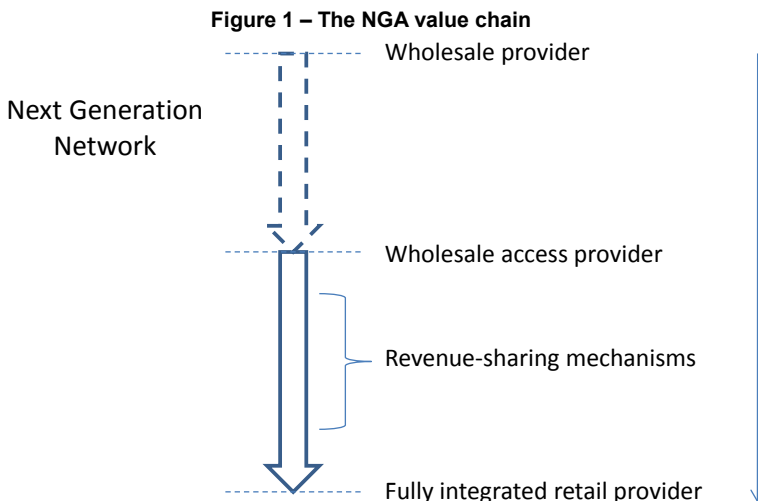 Figure 1 – The NGA value chain
Wholesale provider
Next Generation
Network
Wholesale access provider
Revenue-sharing mechanisms
Fully integrated retail provider